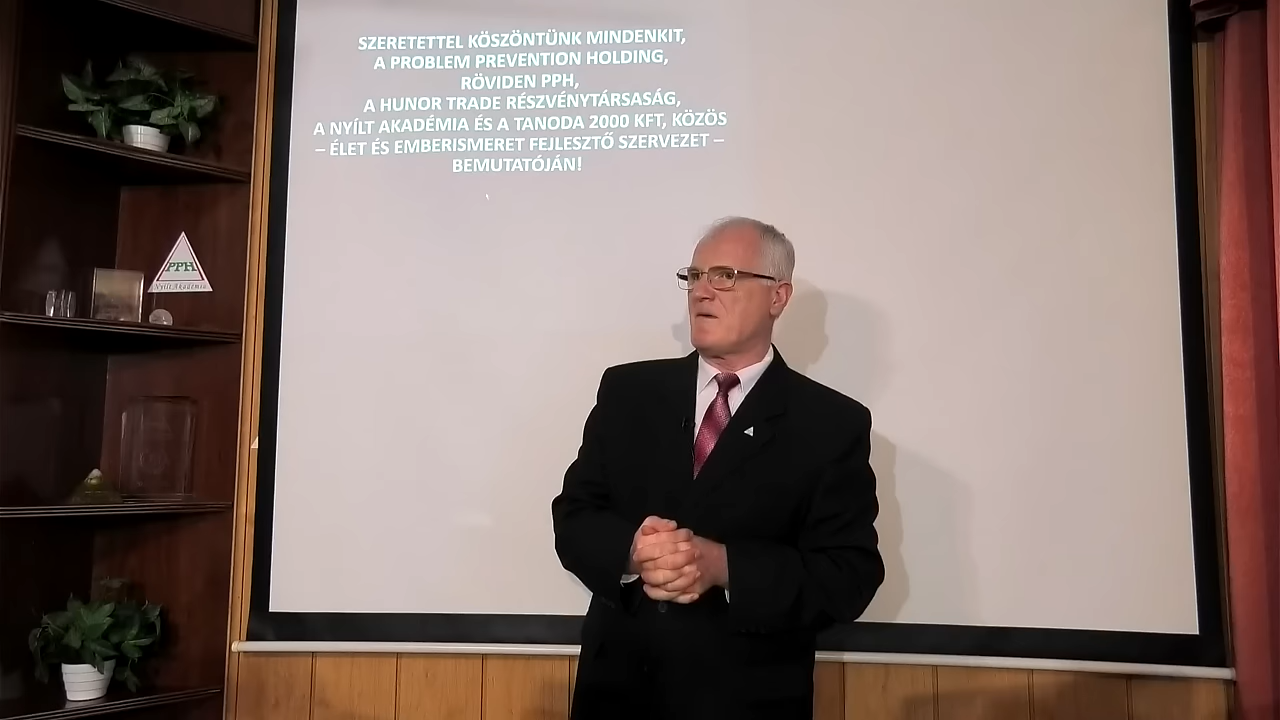 SZERETETTEL KÖSZÖNTÜNK MINDENKIT,
A PROBLEM PREVENTION HOLDING,
RÖVIDEN PPH,
A HUNOR TRADE RÉSZVÉNYTÁRSASÁG,
A NYÍLT AKADÉMIA ÉS A TANODA 2000 KFT, KÖZÖS
– ÉLET ÉS EMBERISMERET FEJLESZTŐ SZERVEZET –
BEMUTATÓJÁN!
PPH
Nyílt Akadémia